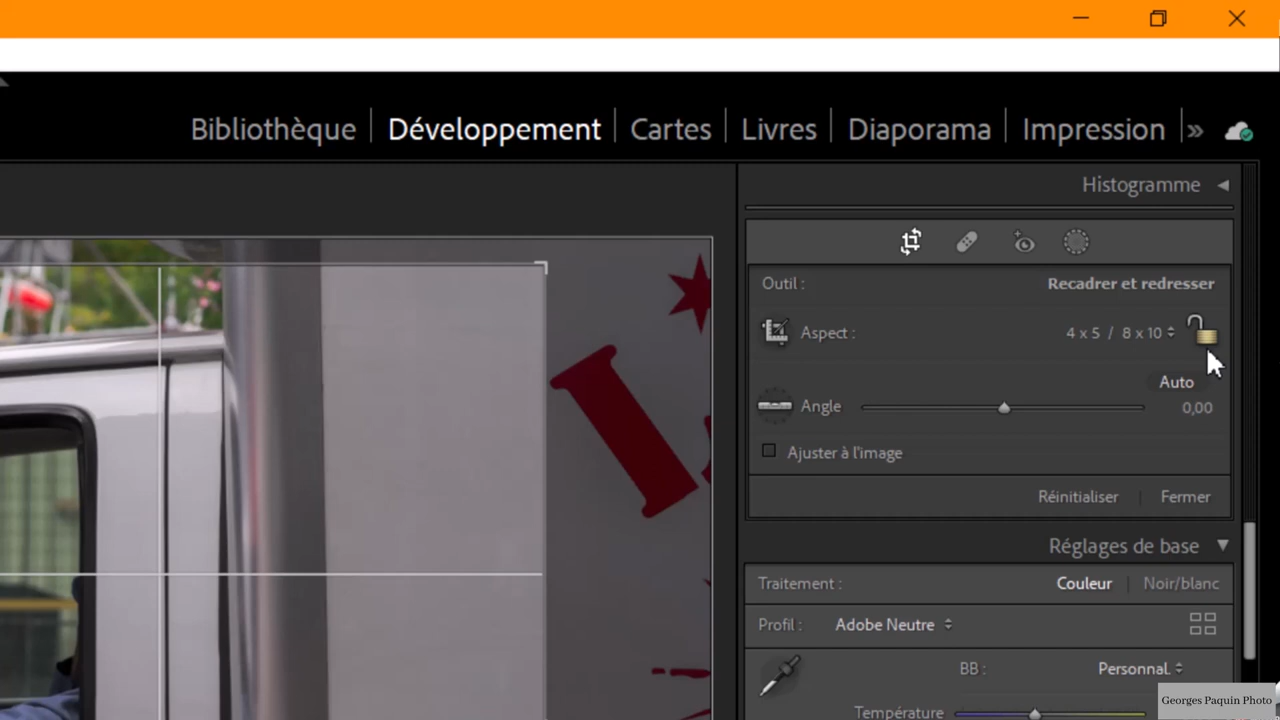 Bibliothèque | Développement | Cartes | Livres | Diaporama | Impression »
Histogramme
Outil : Recadrer et redresser
Aspect : 4 x 5 / 8 x 10
Auto
Angle 0,00
Ajuster à l'image
Réinitialiser | Fermer
Réglages de base
Traitement : Couleur | Noir/blanc
Profil : Adobe Neutre
BB : Personnal.
Température
Georges Paquin Photo